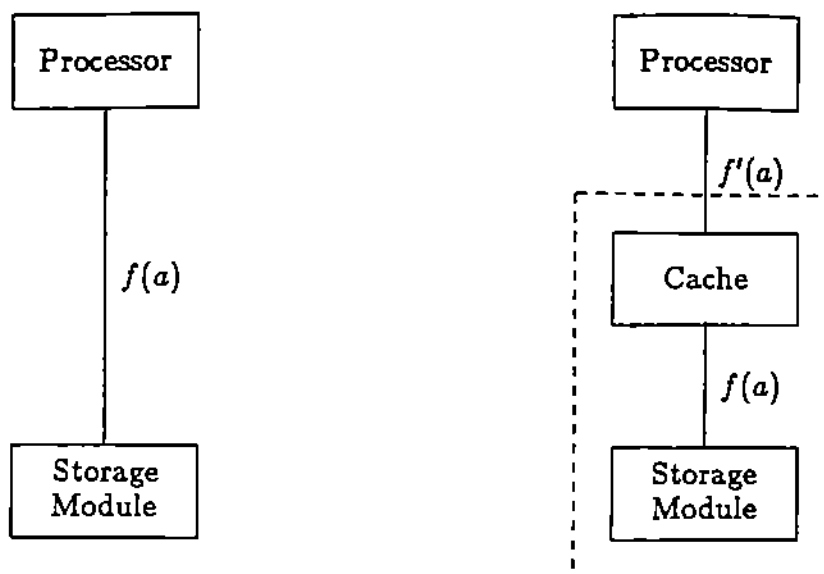 Processor
f(a)
Storage
Module
Processor
f'(a)
Cache
f(a)
Storage
Module